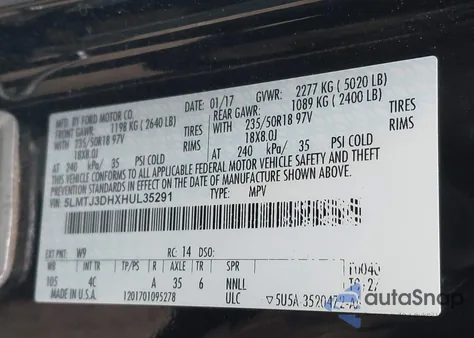 MFD. BY FORD MOTOR CO.
01/17 GVWR: 2277 KG ( 5020 LB)
FRONT GAWR: 1198 KG ( 2640 LB) REAR GAWR: 1089 KG ( 2400 LB)
235/50R18 97V TIRES 235/50R18 97V TIRES
18X8.0J RIMS 18X8.0J RIMS
AT 240 kPa/ 35 PSI COLD AT 240 kPa/ 35 PSI COLD
THIS VEHICLE CONFORMS TO ALL APPLICABLE FEDERAL MOTOR VEHICLE SAFETY AND THEFT
PREVENTION STANDARDS IN EFFECT ON THE DATE OF MANUFACTURE SHOWN ABOVE.
VIN: 5LMTJ3DHXHUL35291 TYPE: MPV
EXT PNT: W9 RC: 14 DSO:
INT TR TP/PS R AXLE TR SPR
105 4C A 35 6 NNLL
MADE IN U.S.A. 1201701095278 ULC
autoSnap